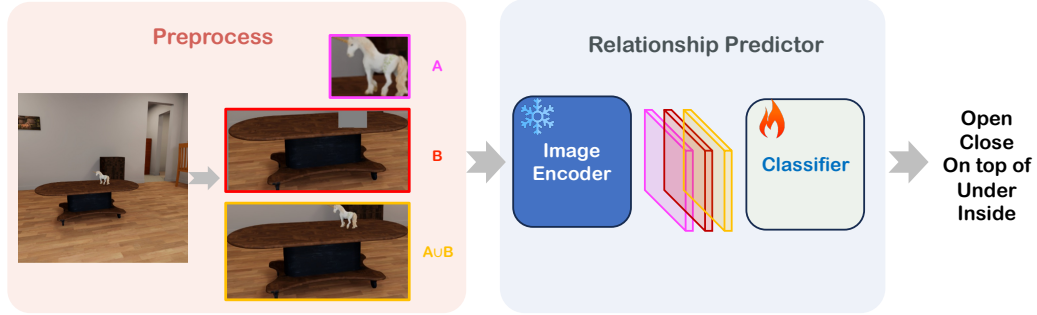 Preprocess
A
B
A∪B
Relationship Predictor
Image
Encoder
Classifier
Open
Close
On top of
Under
Inside